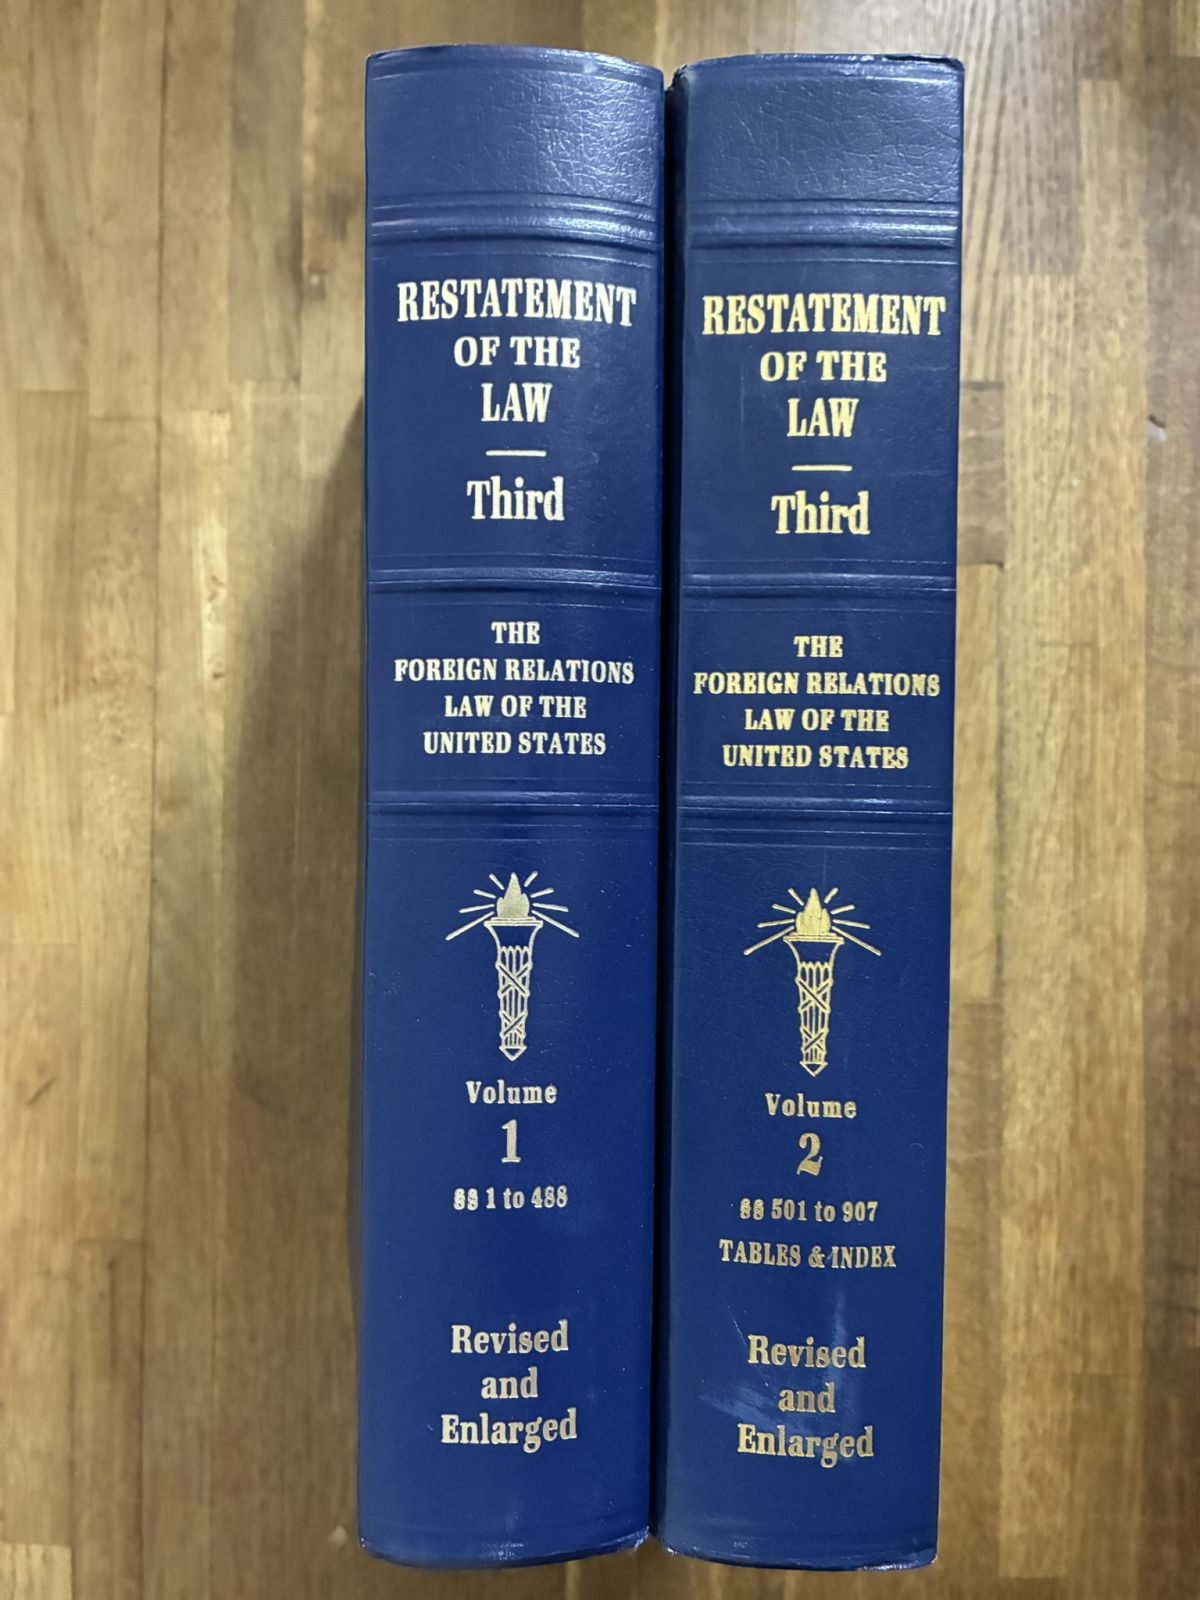 RESTATEMENT
OF THE
LAW
Third
THE
FOREIGN RELATIONS
LAW OF THE
UNITED STATES
Volume
1
§§ 1 to 488
Revised
and
Enlarged
RESTATEMENT
OF THE
LAW
Third
THE
FOREIGN RELATIONS
LAW OF THE
UNITED STATES
Volume
2
§§ 501 to 907
TABLES & INDEX
Revised
and
Enlarged